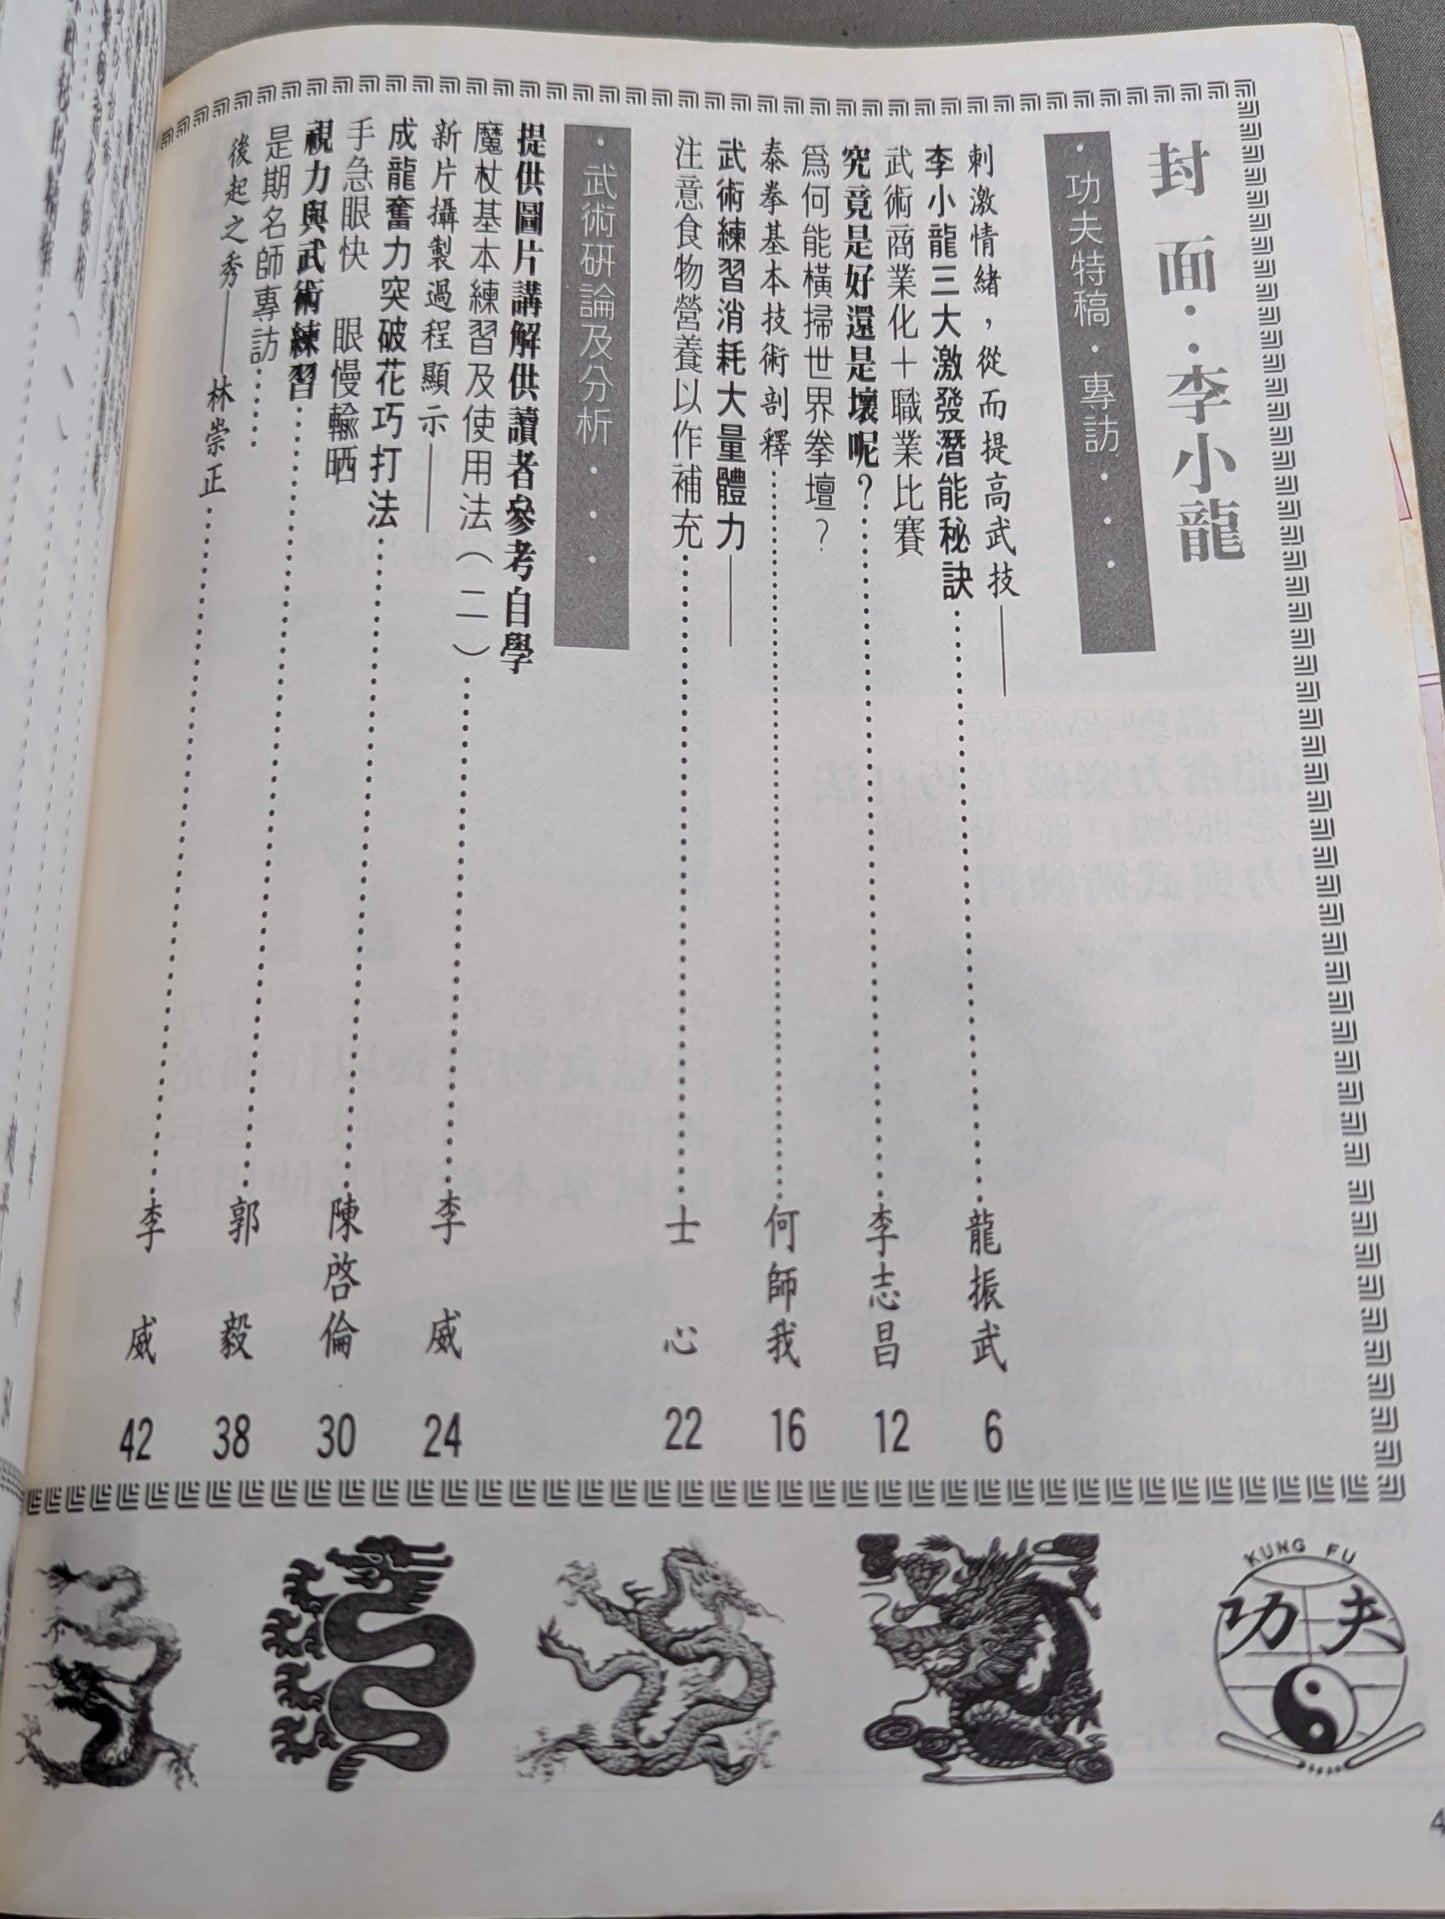 封面：李小龍
·功夫特稿·專訪···
刺激情緒，從而提高武技——
李小龍三大激發潛能秘訣……龍振武 6
武術商業化＋職業比賽
究竟是好還是壞呢？……李志昌 12
爲何能橫掃世界拳壇？
泰拳基本技術剖釋……何師我 16
武術練習消耗大量體力——
注意食物營養以作補充……士心 22
·武術研論及分析···
提供圖片講解供讀者參考自學
魔杖基本練習及使用法（二）……李威 24
新片攝製過程顯示——
成龍奮力突破花巧打法……陳啓倫 30
手急眼快 眼慢輸晒
視力與武術練習……郭毅 38
是期名師專訪……
後起之秀——林崇正……李威 42
KUNG FU
功夫
4